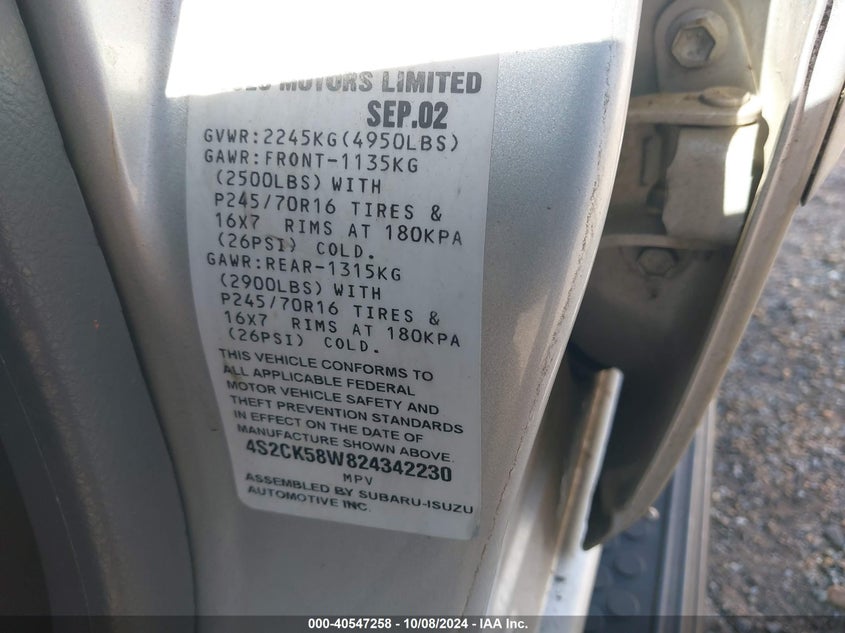 MOTORS LIMITED
SEP.02
GVWR:2245KG(4950LBS)
GAWR:FRONT-1135KG
(2500LBS) WITH
P245/70R16 TIRES &
16X7 RIMS AT 180KPA
(26PSI) COLD.
GAWR:REAR-1315KG
(2900LBS) WITH
P245/70R16 TIRES &
16X7 RIMS AT 180KPA
(26PSI) COLD.
THIS VEHICLE CONFORMS TO
ALL APPLICABLE FEDERAL
MOTOR VEHICLE SAFETY AND
THEFT PREVENTION STANDARDS
IN EFFECT ON THE DATE OF
MANUFACTURE SHOWN ABOVE.
4S2CK58W824342230
MPV
ASSEMBLED BY SUBARU-ISUZU
AUTOMOTIVE INC.
000-40547258 - 10/08/2024 - IAA Inc.